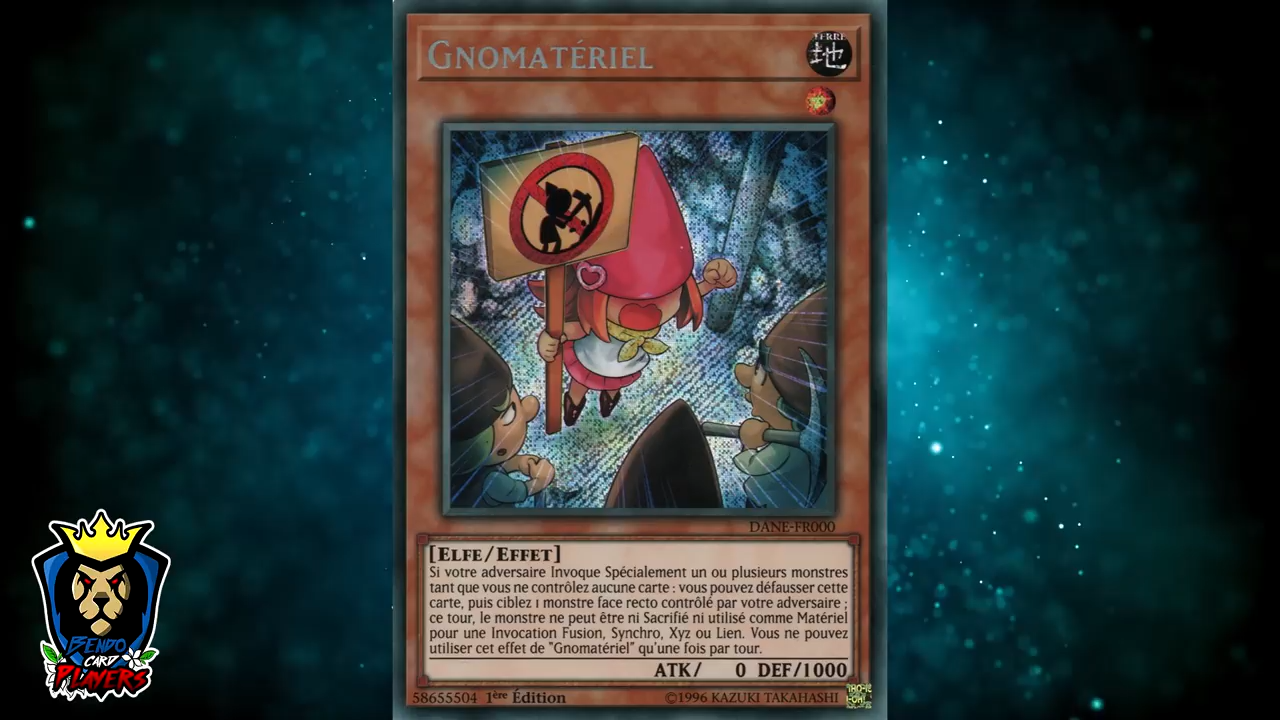 Gnomatériel
TERRE
地
DANE-FR000
[Elfe/Effet]
Si votre adversaire Invoque Spécialement un ou plusieurs monstres
tant que vous ne contrôlez aucune carte : vous pouvez défausser cette
carte, puis ciblez 1 monstre face recto contrôlé par votre adversaire ;
ce tour, le monstre ne peut être ni Sacrifié ni utilisé comme Matériel
pour une Invocation Fusion, Synchro, Xyz ou Lien. Vous ne pouvez
utiliser cet effet de "Gnomatériel" qu'une fois par tour.
ATK/ 0 DEF/1000
58655504 1ère Édition ©1996 KAZUKI TAKAHASHI
BENDO
CARD
PLAYERS